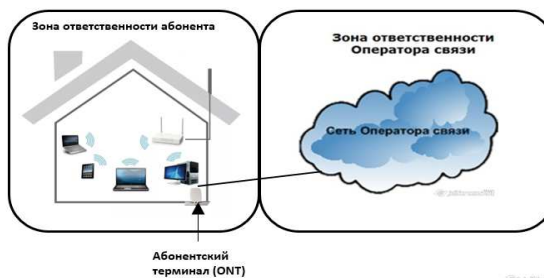 Зона ответственности абонента
Зона ответственности
Оператора связи
Сеть Оператора связи
Абонентский
терминал (ONT)